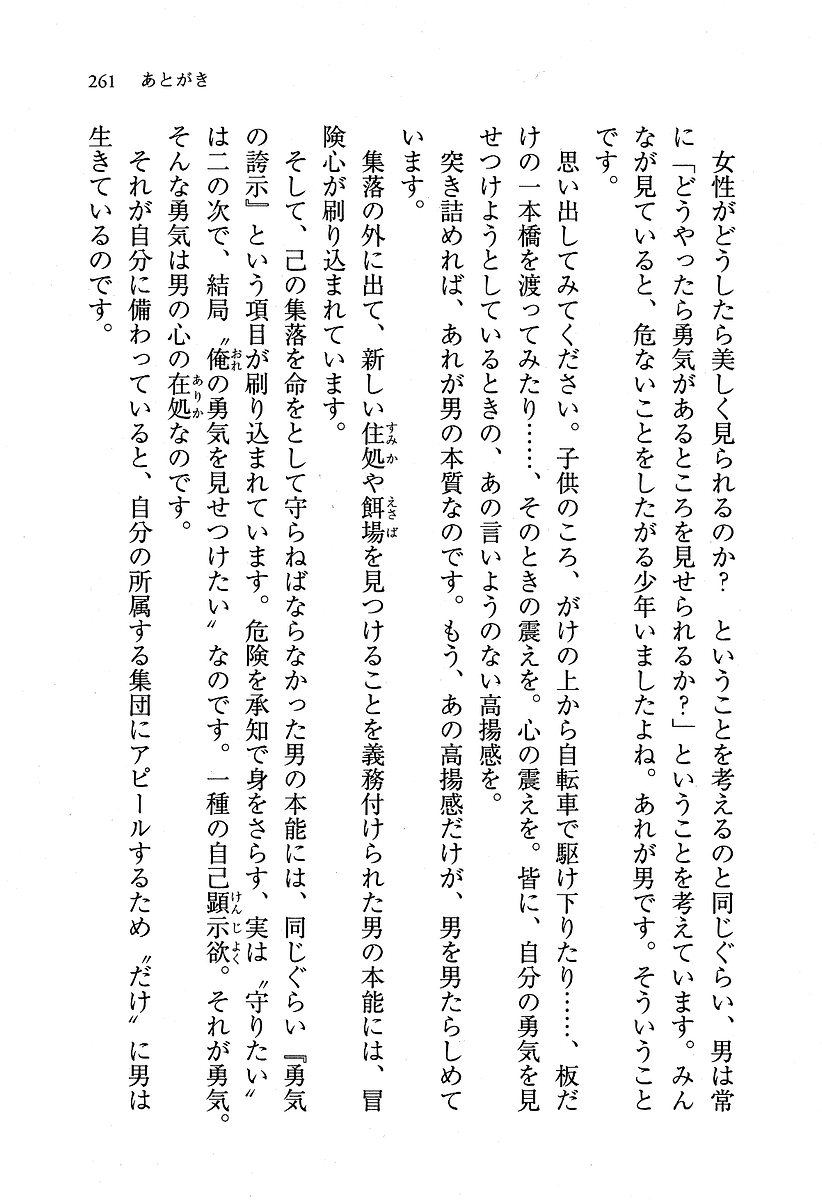 261 あとがき
女性がどうしたら美しく見られるのか？　ということを考えるのと同じぐらい、男は常
に「どうやったら勇気があるところを見せられるか？」ということを考えています。みん
なが見ていると、危ないことをしたがる少年いましたよね。あれが男です。そういうこと
です。
思い出してみてください。子供のころ、がけの上から自転車で駆け下りたり……、板だ
けの一本橋を渡ってみたり……、そのときの震えを。心の震えを。皆に、自分の勇気を見
せつけようとしているときの、あの言いようのない高揚感を。
突き詰めれば、あれが男の本質なのです。もう、あの高揚感だけが、男を男たらしめて
います。
集落の外に出て、新しい住処（すみか）や餌場（えさば）を見つけることを義務付けられた男の本能には、冒
険心が刷り込まれています。
そして、己の集落を命をとして守らねばならなかった男の本能には、同じぐらい『勇気
の誇示』という項目が刷り込まれています。危険を承知で身をさらす、実は〝守りたい〟
は二の次で、結局〝俺（おれ）の勇気を見せつけたい〟なのです。一種の自己顕示欲（けんじよく）。それが勇気。
そんな勇気は男の心の在処（ありか）なのです。
それが自分に備わっていると、自分の所属する集団にアピールするため〝だけ〟に男は
生きているのです。